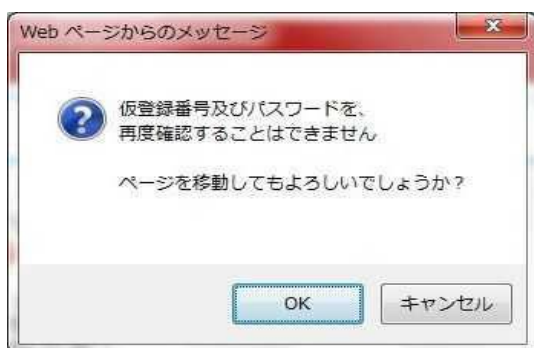 Web ページからのメッセージ
仮登録番号及びパスワードを、
再度確認することはできません
ページを移動してもよろしいでしょうか？
OK
キャンセル